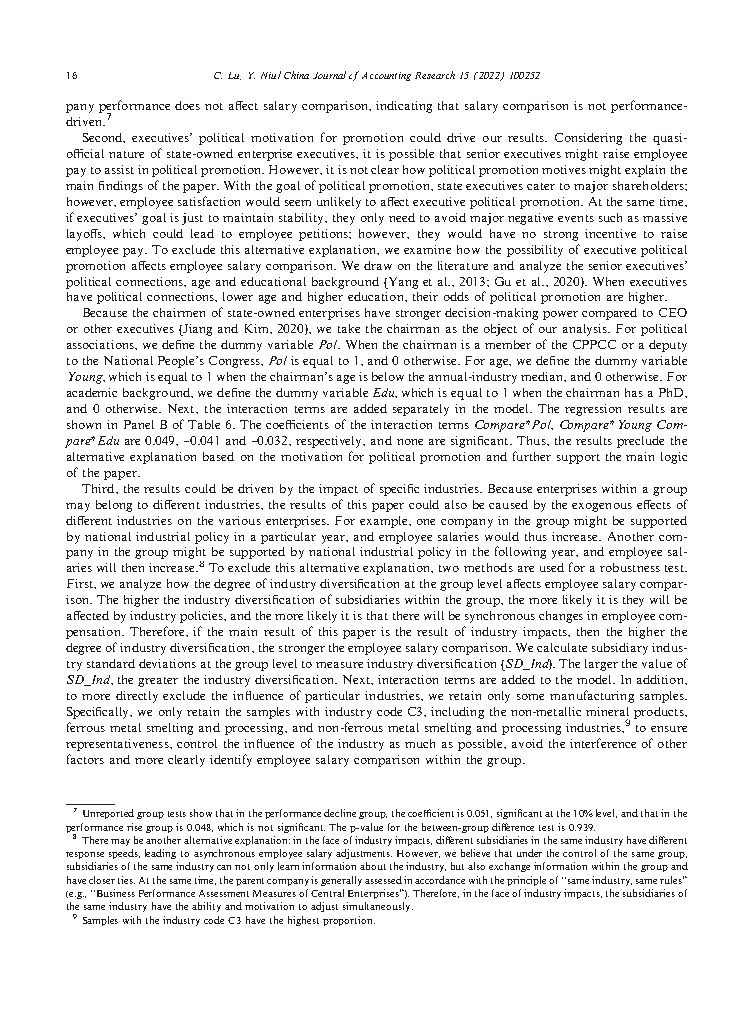 16
C. Lu, Y. Niu / China Journal of Accounting Research 15 (2022) 100252
pany performance does not affect salary comparison, indicating that salary comparison is not performance-
driven.7
Second, executives' political motivation for promotion could drive our results. Considering the quasi-
official nature of state-owned enterprise executives, it is possible that senior executives might raise employee
pay to assist in political promotion. However, it is not clear how political promotion motives might explain the
main findings of the paper. With the goal of political promotion, state executives cater to major shareholders;
however, employee satisfaction would seem unlikely to affect executive political promotion. At the same time,
if executives' goal is just to maintain stability, they only need to avoid major negative events such as massive
layoffs, which could lead to employee petitions; however, they would have no strong incentive to raise
employee pay. To exclude this alternative explanation, we examine how the possibility of executive political
promotion affects employee salary comparison. We draw on the literature and analyze the senior executives'
political connections, age and educational background (Yang et al., 2013; Gu et al., 2020). When executives
have political connections, lower age and higher education, their odds of political promotion are higher.
Because the chairmen of state-owned enterprises have stronger decision-making power compared to CEO
or other executives (Jiang and Kim, 2020), we take the chairman as the object of our analysis. For political
associations, we define the dummy variable Pol. When the chairman is a member of the CPPCC or a deputy
to the National People's Congress, Pol is equal to 1, and 0 otherwise. For age, we define the dummy variable
Young, which is equal to 1 when the chairman's age is below the annual-industry median, and 0 otherwise. For
academic background, we define the dummy variable Edu, which is equal to 1 when the chairman has a PhD,
and 0 otherwise. Next, the interaction terms are added separately in the model. The regression results are
shown in Panel B of Table 6. The coefficients of the interaction terms Compare*Pol, Compare*Young Com-
pare*Edu are 0.049, −0.041 and −0.032, respectively, and none are significant. Thus, the results preclude the
alternative explanation based on the motivation for political promotion and further support the main logic
of the paper.
Third, the results could be driven by the impact of specific industries. Because enterprises within a group
may belong to different industries, the results of this paper could also be caused by the exogenous effects of
different industries on the various enterprises. For example, one company in the group might be supported
by national industrial policy in a particular year, and employee salaries would thus increase. Another com-
pany in the group might be supported by national industrial policy in the following year, and employee sal-
aries will then increase.8 To exclude this alternative explanation, two methods are used for a robustness test.
First, we analyze how the degree of industry diversification at the group level affects employee salary compar-
ison. The higher the industry diversification of subsidiaries within the group, the more likely it is they will be
affected by industry policies, and the more likely it is that there will be synchronous changes in employee com-
pensation. Therefore, if the main result of this paper is the result of industry impacts, then the higher the
degree of industry diversification, the stronger the employee salary comparison. We calculate subsidiary indus-
try standard deviations at the group level to measure industry diversification (SD_Ind). The larger the value of
SD_Ind, the greater the industry diversification. Next, interaction terms are added to the model. In addition,
to more directly exclude the influence of particular industries, we retain only some manufacturing samples.
Specifically, we only retain the samples with industry code C3, including the non-metallic mineral products,
ferrous metal smelting and processing, and non-ferrous metal smelting and processing industries,9 to ensure
representativeness, control the influence of the industry as much as possible, avoid the interference of other
factors and more clearly identify employee salary comparison within the group.
7 Unreported group tests show that in the performance decline group, the coefficient is 0.051, significant at the 10% level, and that in the
performance rise group is 0.048, which is not significant. The p-value for the between-group difference test is 0.939.
8 There may be another alternative explanation: in the face of industry impacts, different subsidiaries in the same industry have different
response speeds, leading to asynchronous employee salary adjustments. However, we believe that under the control of the same group,
subsidiaries of the same industry can not only learn information about the industry, but also exchange information within the group and
have closer ties. At the same time, the parent company is generally assessed in accordance with the principle of "same industry, same rules"
(e.g., "Business Performance Assessment Measures of Central Enterprises"). Therefore, in the face of industry impacts, the subsidiaries of
the same industry have the ability and motivation to adjust simultaneously.
9 Samples with the industry code C3 have the highest proportion.